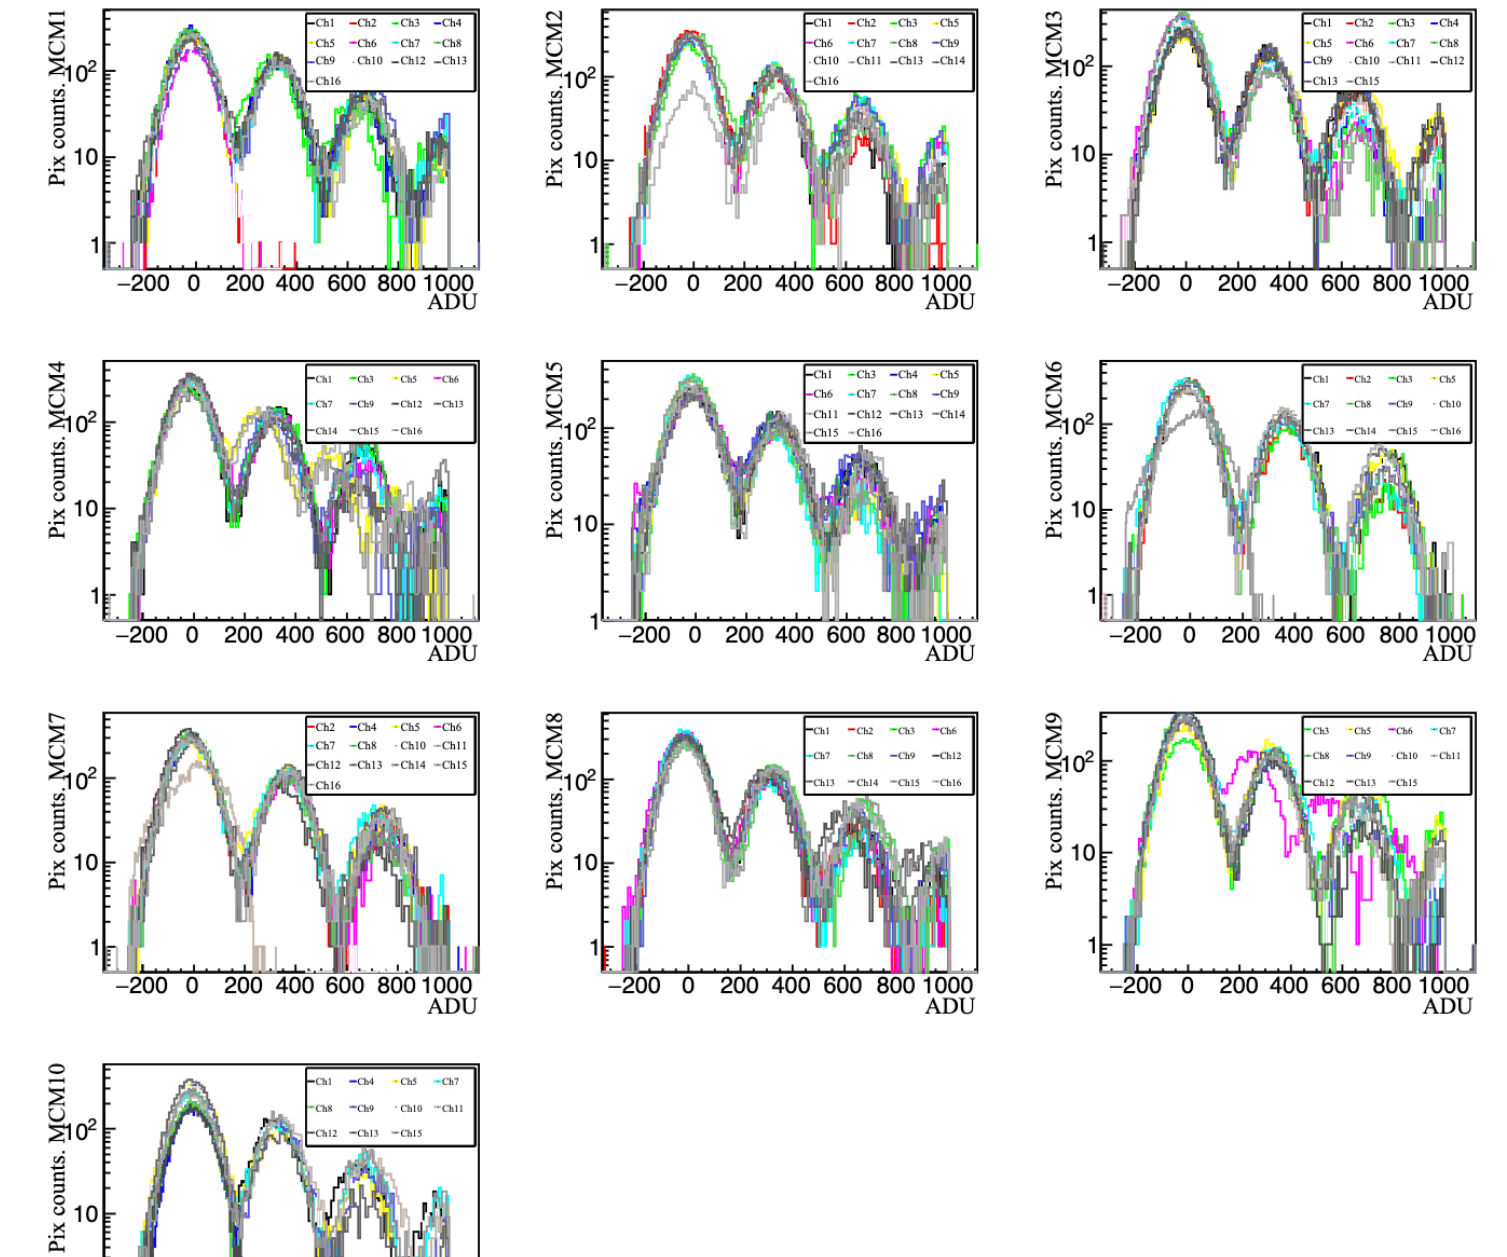 Pix counts. MCM1
Ch1 Ch2 Ch3 Ch4
Ch5 Ch6 Ch7 Ch8
Ch9 Ch10 Ch12 Ch13
Ch16
10²
10
1
−200 0 200 400 600 800 1000
ADU
Pix counts. MCM2
Ch1 Ch2 Ch3 Ch5
Ch6 Ch7 Ch8 Ch9
Ch10 Ch11 Ch13 Ch14
Ch16
10²
10
1
−200 0 200 400 600 800 1000
ADU
Pix counts. MCM3
Ch1 Ch2 Ch3 Ch4
Ch5 Ch6 Ch7 Ch8
Ch9 Ch10 Ch11 Ch12
Ch13 Ch15
10²
10
1
−200 0 200 400 600 800 1000
ADU
Pix counts. MCM4
Ch1 Ch3 Ch5 Ch6
Ch7 Ch9 Ch12 Ch13
Ch14 Ch15 Ch16
10²
10
1
−200 0 200 400 600 800 1000
ADU
Pix counts. MCM5
Ch1 Ch3 Ch4 Ch5
Ch6 Ch7 Ch8 Ch9
Ch11 Ch12 Ch13 Ch14
Ch15 Ch16
10²
10
1
−200 0 200 400 600 800 1000
ADU
Pix counts. MCM6
Ch1 Ch2 Ch3 Ch5
Ch7 Ch8 Ch9 Ch10
Ch13 Ch14 Ch15 Ch16
10²
10
1
−200 0 200 400 600 800 1000
ADU
Pix counts. MCM7
Ch2 Ch4 Ch5 Ch6
Ch7 Ch8 Ch10 Ch11
Ch12 Ch13 Ch14 Ch15
Ch16
10²
10
1
−200 0 200 400 600 800 1000
ADU
Pix counts. MCM8
Ch1 Ch2 Ch3 Ch6
Ch7 Ch8 Ch9 Ch12
Ch13 Ch14 Ch15 Ch16
10²
10
1
−200 0 200 400 600 800 1000
ADU
Pix counts. MCM9
Ch3 Ch5 Ch6 Ch7
Ch8 Ch9 Ch10 Ch11
Ch12 Ch13 Ch15
10²
10
1
−200 0 200 400 600 800 1000
ADU
Pix counts. MCM10
Ch1 Ch4 Ch5 Ch7
Ch8 Ch9 Ch10 Ch11
Ch12 Ch13 Ch15
10²
10